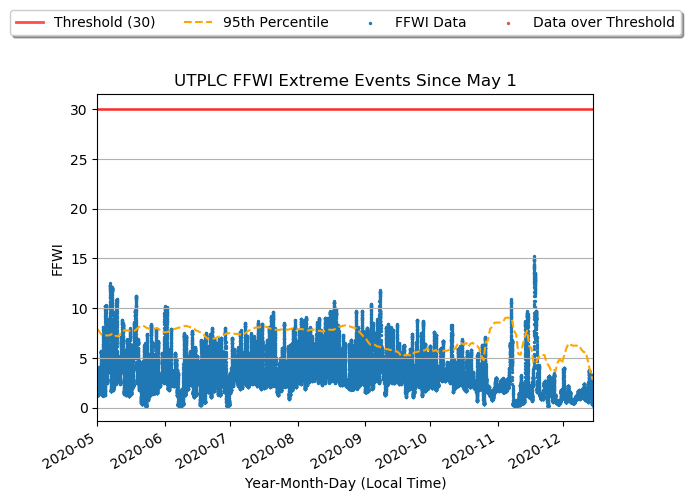 Threshold (30) 95th Percentile FFWI Data Data over Threshold
UTPLC FFWI Extreme Events Since May 1
30
25
20
15
10
5
0
FFWI
2020-05 2020-06 2020-07 2020-08 2020-09 2020-10 2020-11 2020-12
Year-Month-Day (Local Time)